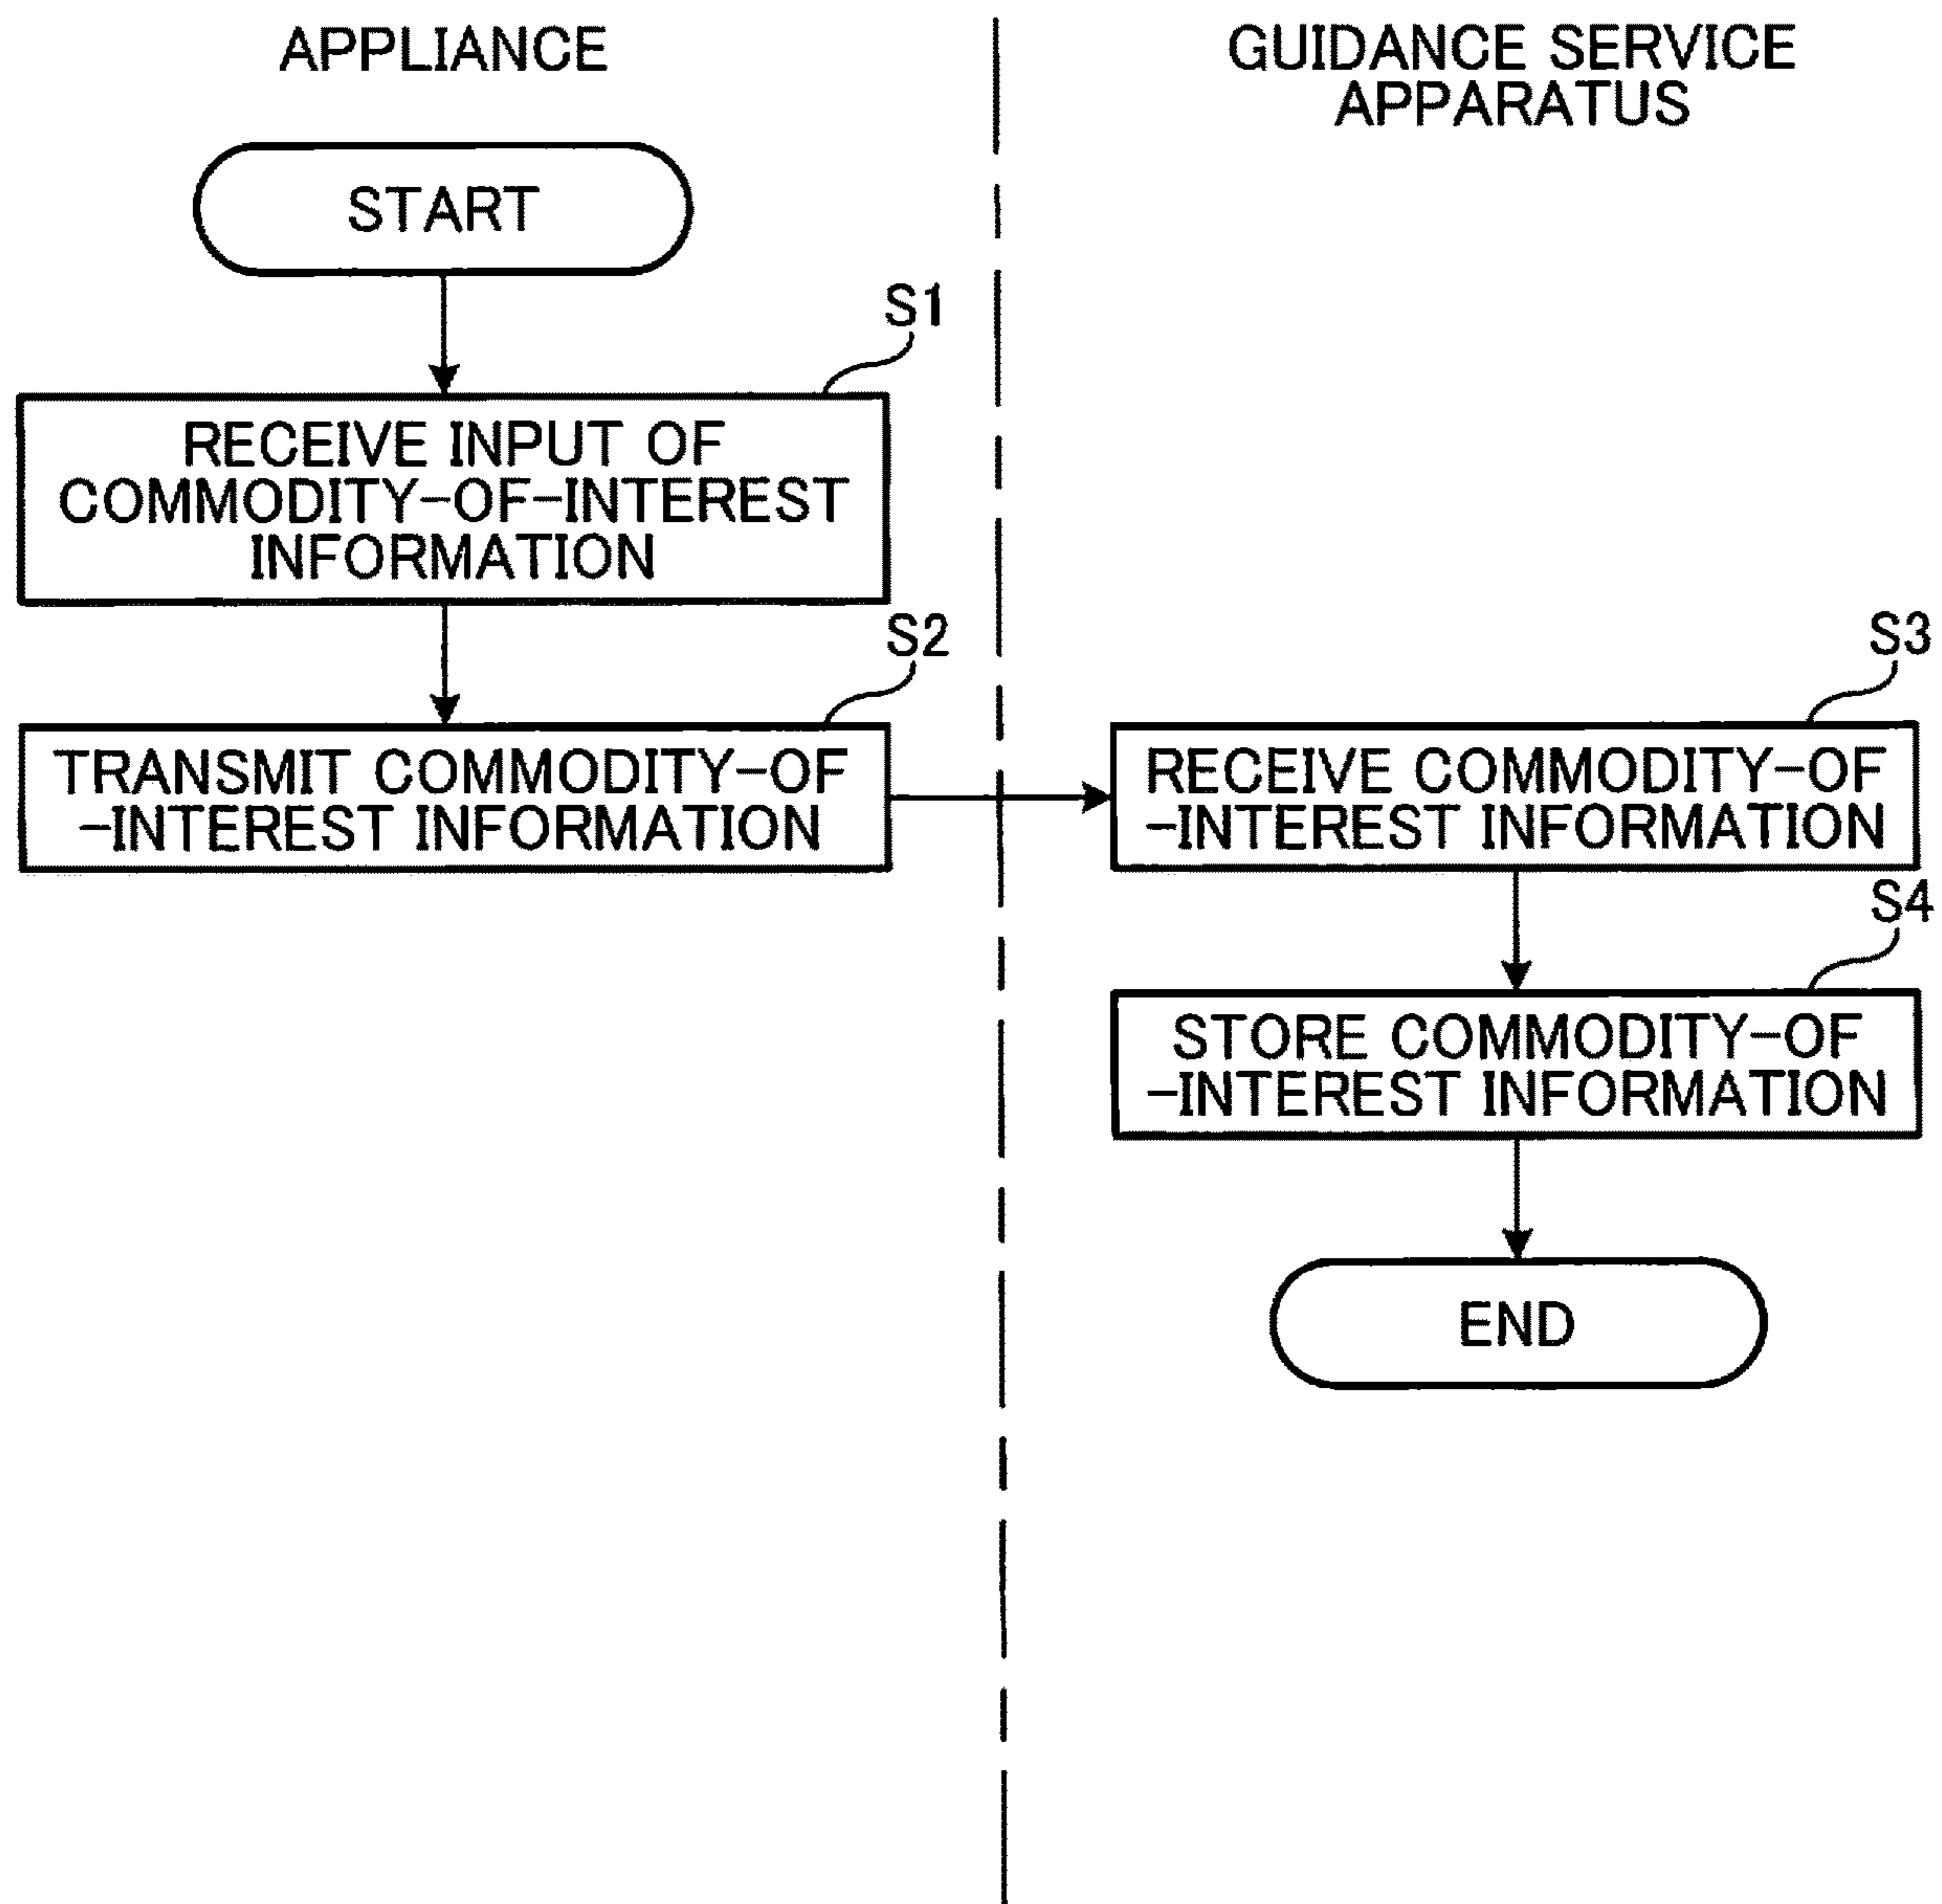 APPLIANCE
GUIDANCE SERVICE
APPARATUS
START
S1
RECEIVE INPUT OF
COMMODITY-OF-INTEREST
INFORMATION
S2
TRANSMIT COMMODITY-OF
-INTEREST INFORMATION
S3
RECEIVE COMMODITY-OF
-INTEREST INFORMATION
S4
STORE COMMODITY-OF
-INTEREST INFORMATION
END